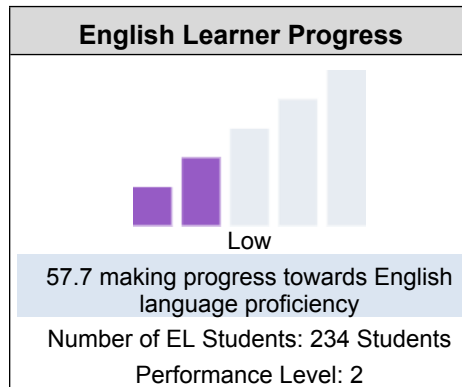 English Learner Progress
Low
57.7 making progress towards English
language proficiency
Number of EL Students: 234 Students
Performance Level: 2